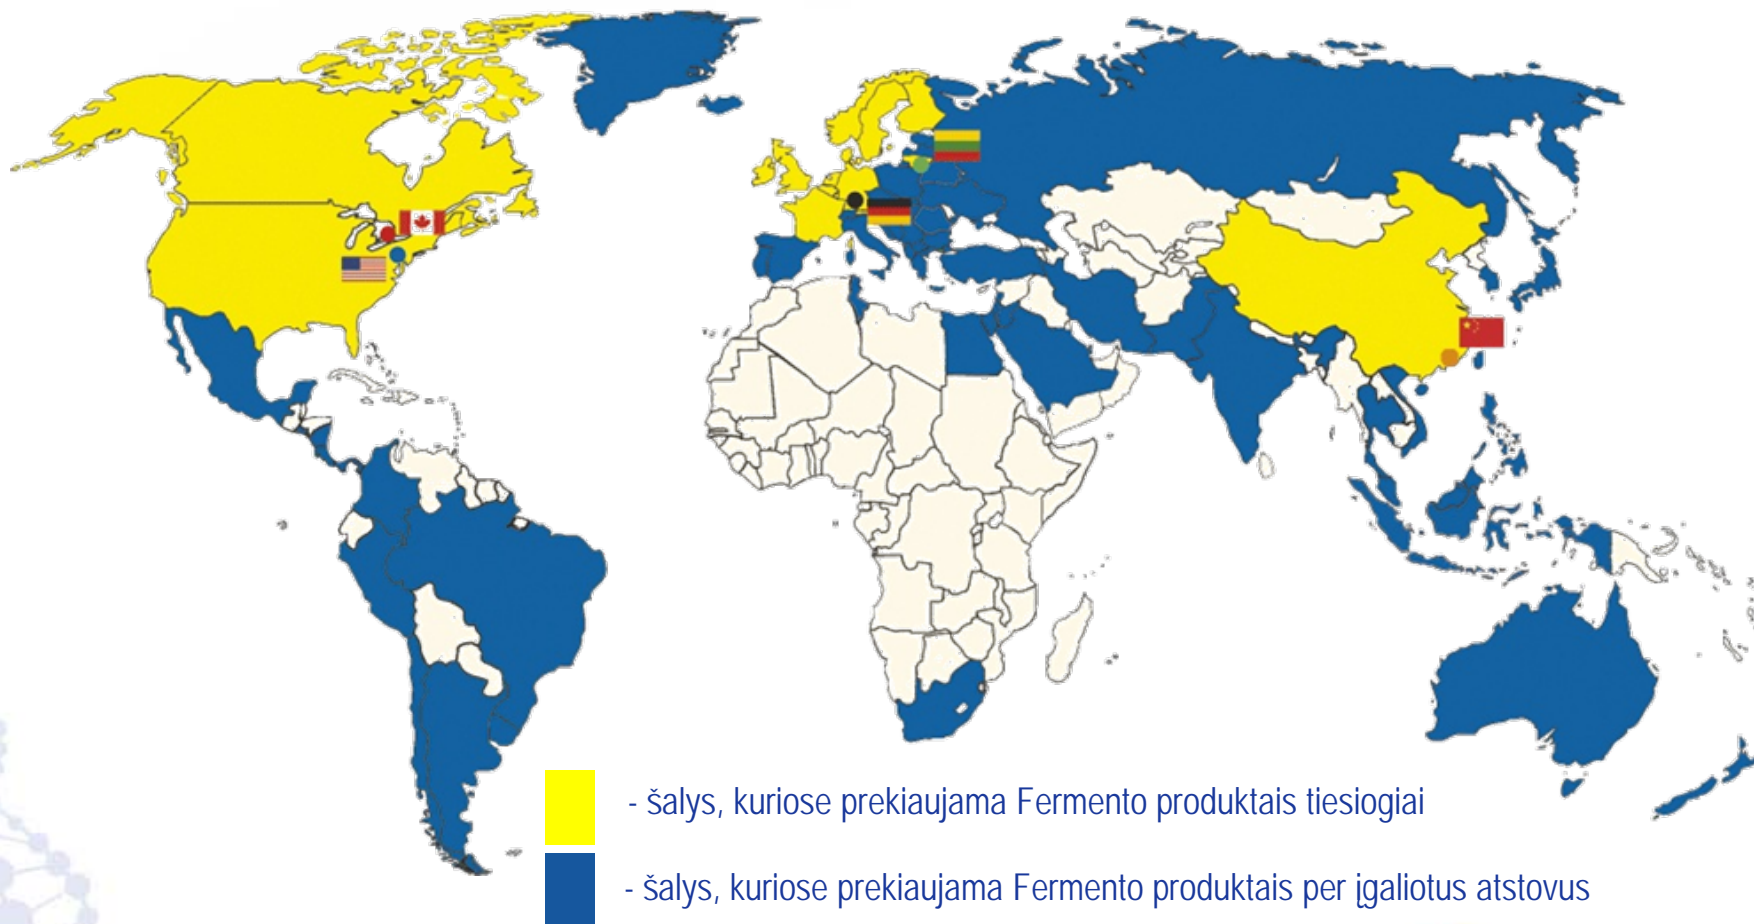 - šalys, kuriose prekiaujama Fermento produktais tiesiogiai
- šalys, kuriose prekiaujama Fermento produktais per įgaliotus atstovus